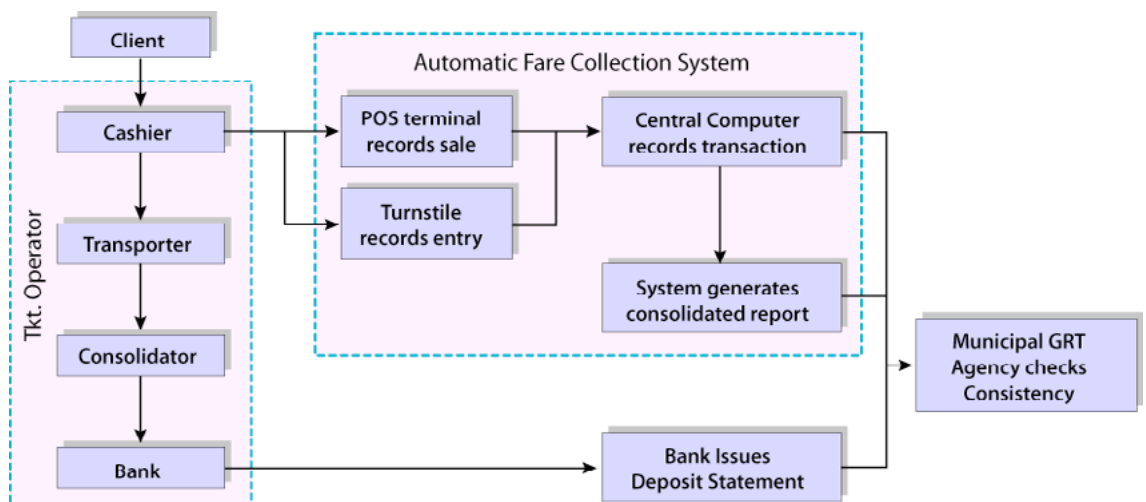 Client
Automatic Fare Collection System
Cashier
POS terminal
records sale
Central Computer
records transaction
Turnstile
records entry
Tkt. Operator
Transporter
System generates
consolidated report
Consolidator
Municipal GRT
Agency checks
Consistency
Bank
Bank Issues
Deposit Statement